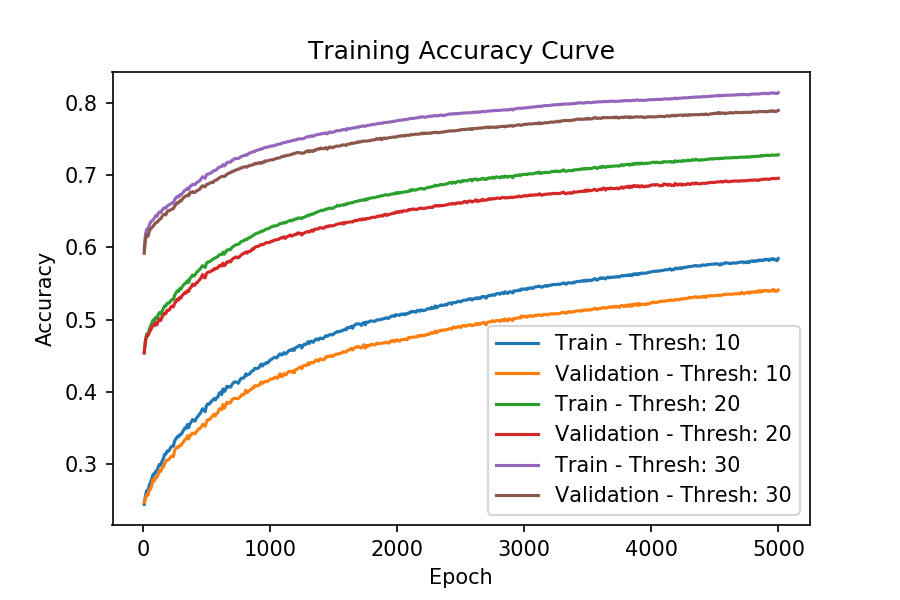 Training Accuracy Curve
Accuracy
0.8
0.7
0.6
0.5
0.4
0.3
Train - Thresh: 10
Validation - Thresh: 10
Train - Thresh: 20
Validation - Thresh: 20
Train - Thresh: 30
Validation - Thresh: 30
0 1000 2000 3000 4000 5000
Epoch